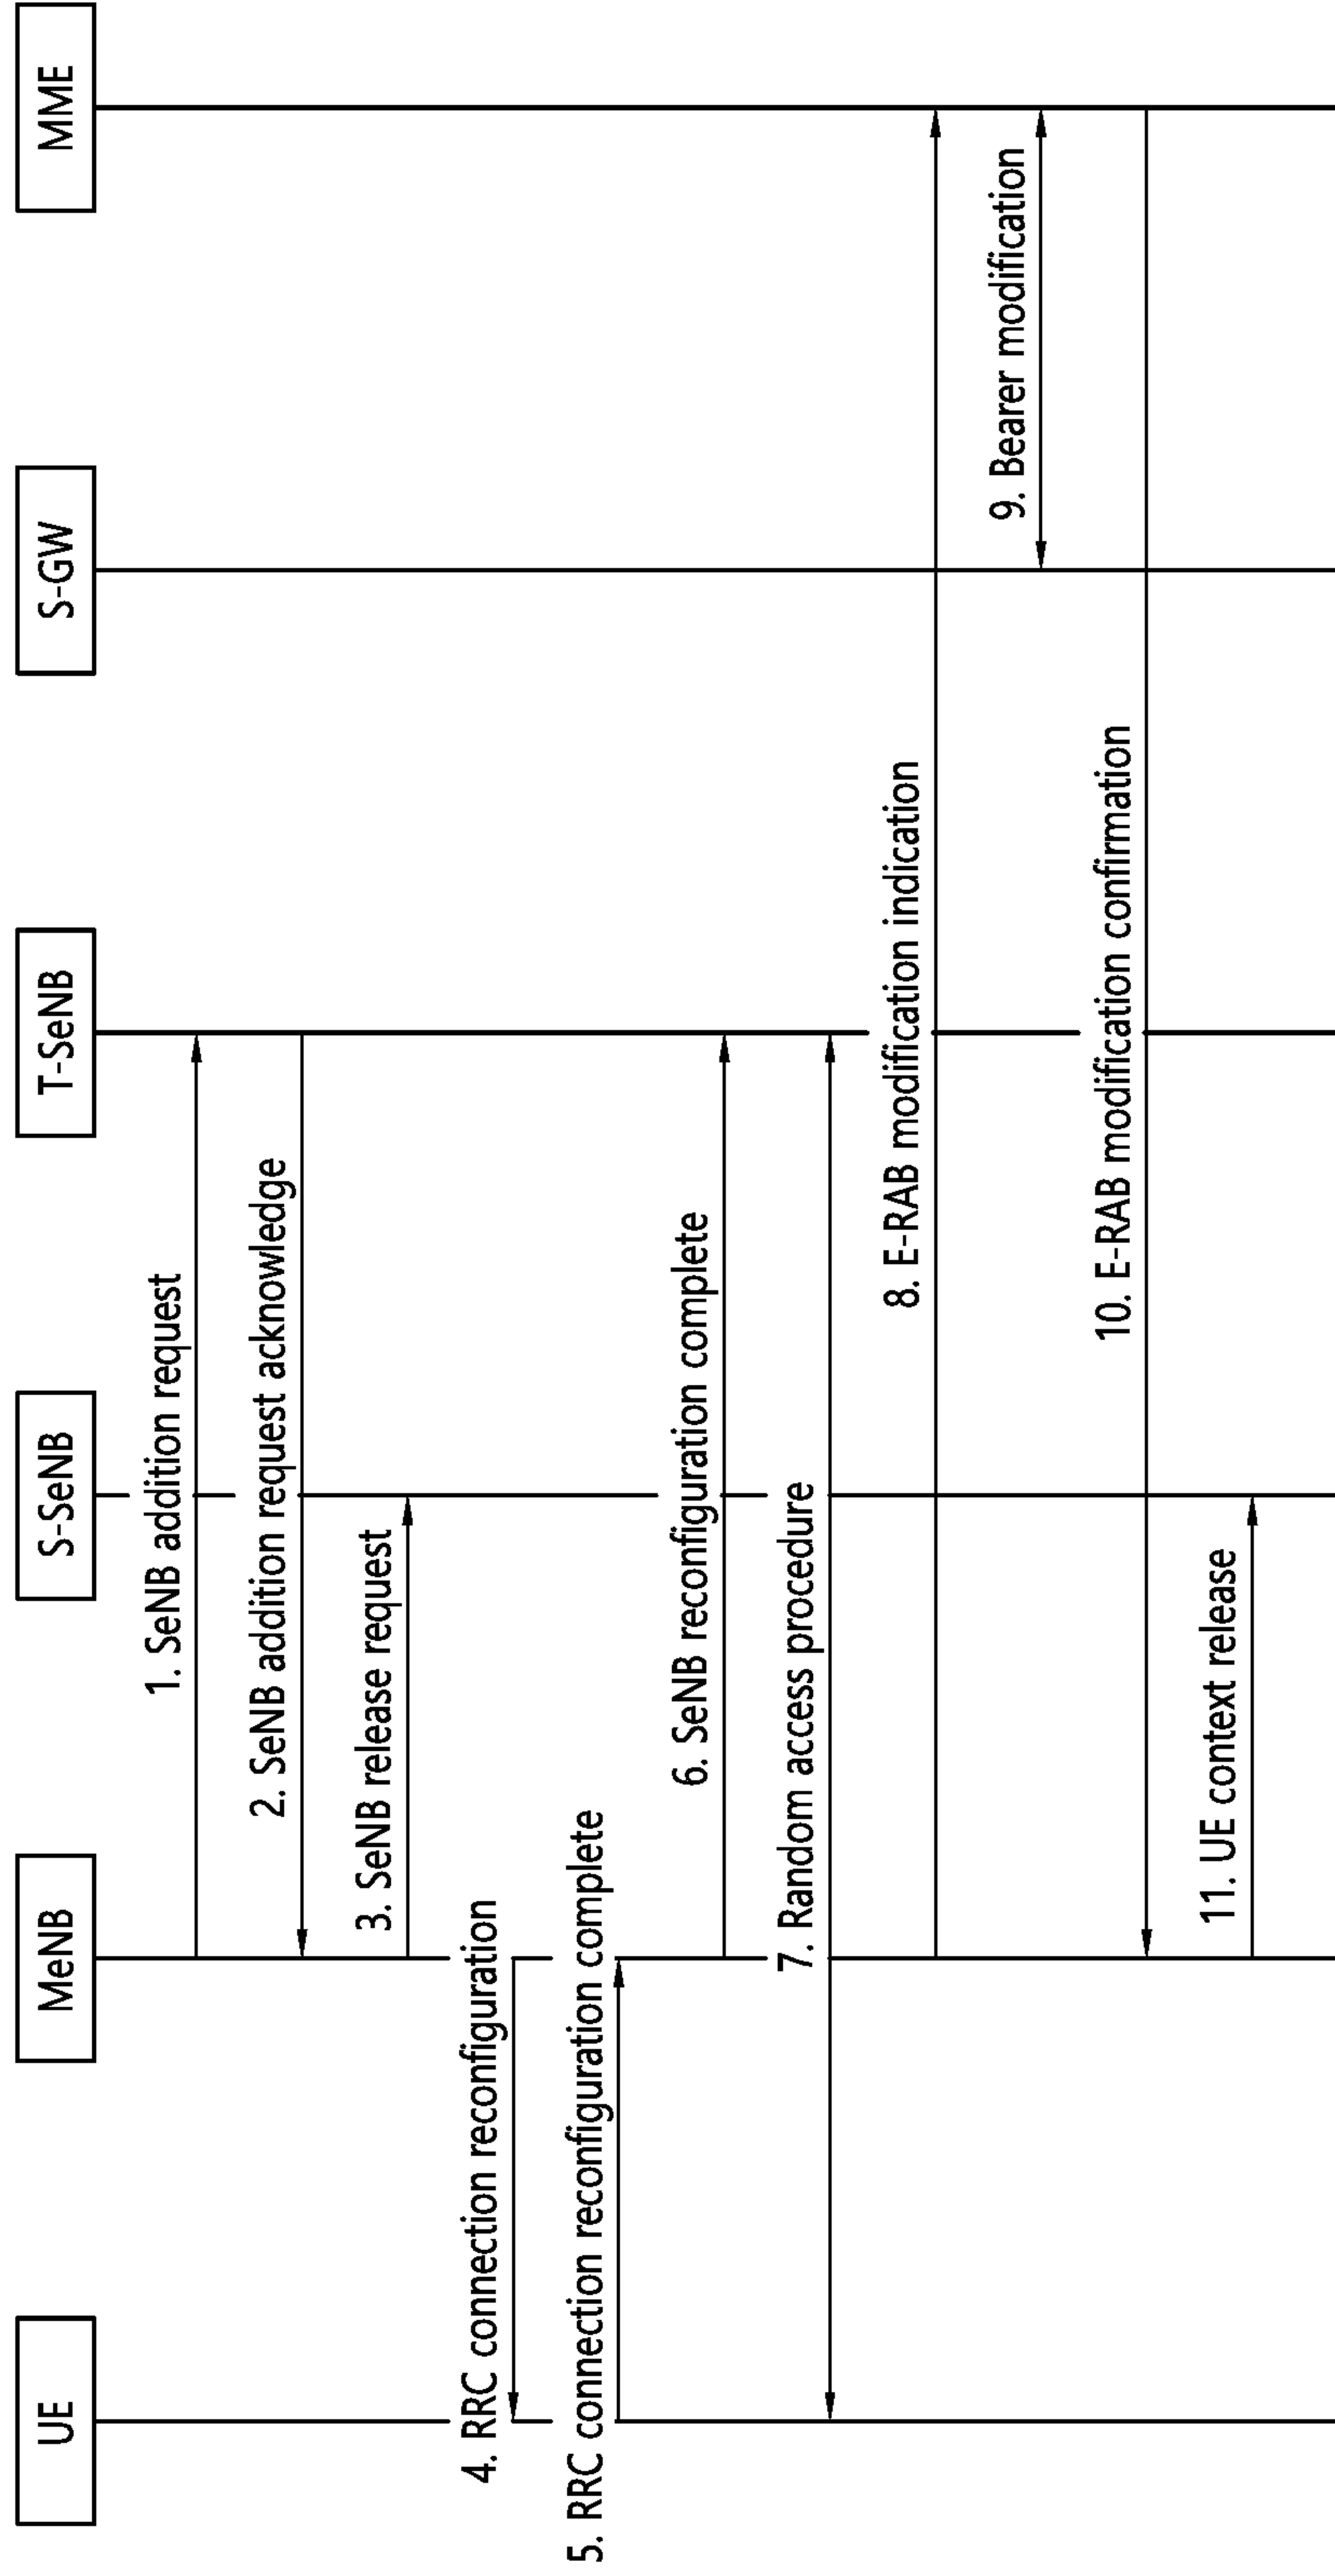 UE
MeNB
S-SeNB
T-SeNB
S-GW
MME
1. SeNB addition request
2. SeNB addition request acknowledge
3. SeNB release request
4. RRC connection reconfiguration
5. RRC connection reconfiguration complete
6. SeNB reconfiguration complete
7. Random access procedure
8. E-RAB modification indication
9. Bearer modification
10. E-RAB modification confirmation
11. UE context release